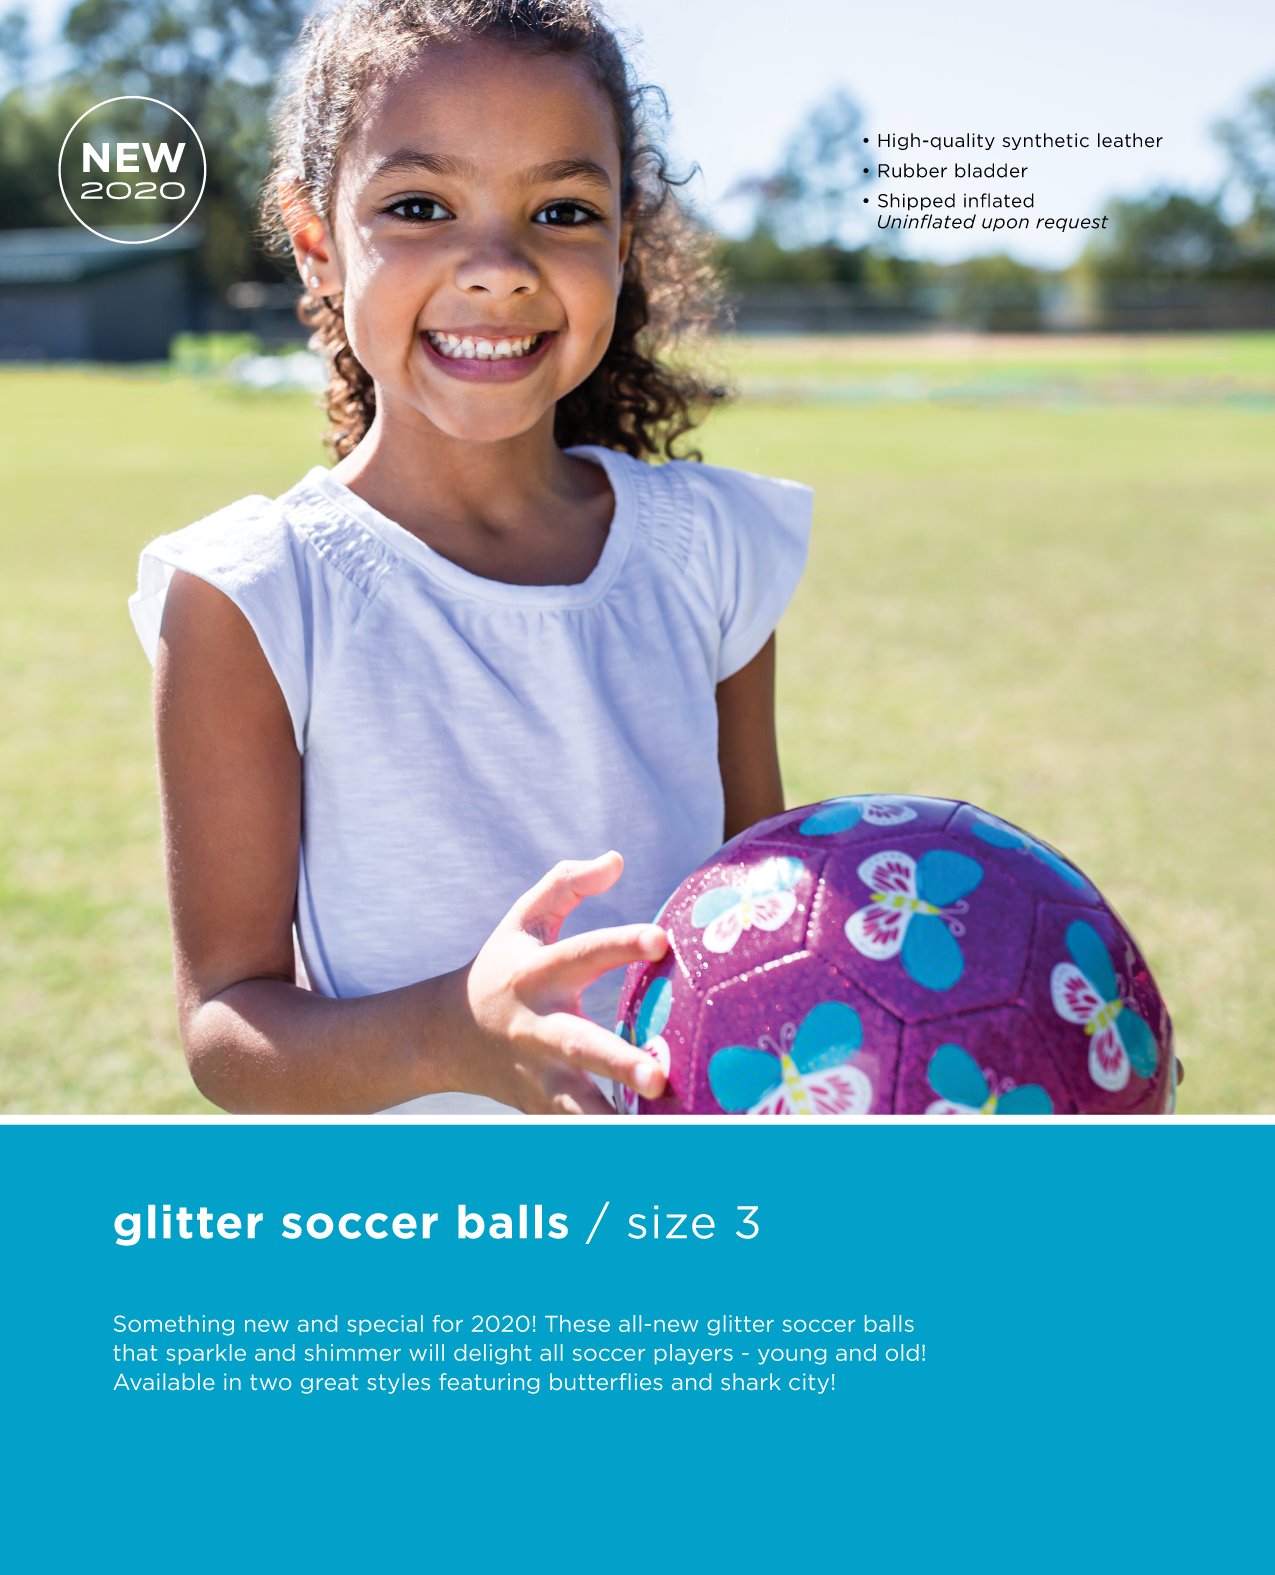 NEW
2020
• High-quality synthetic leather
• Rubber bladder
• Shipped inflated
Uninflated upon request
glitter soccer balls / size 3
Something new and special for 2020! These all-new glitter soccer balls
that sparkle and shimmer will delight all soccer players - young and old!
Available in two great styles featuring butterflies and shark city!